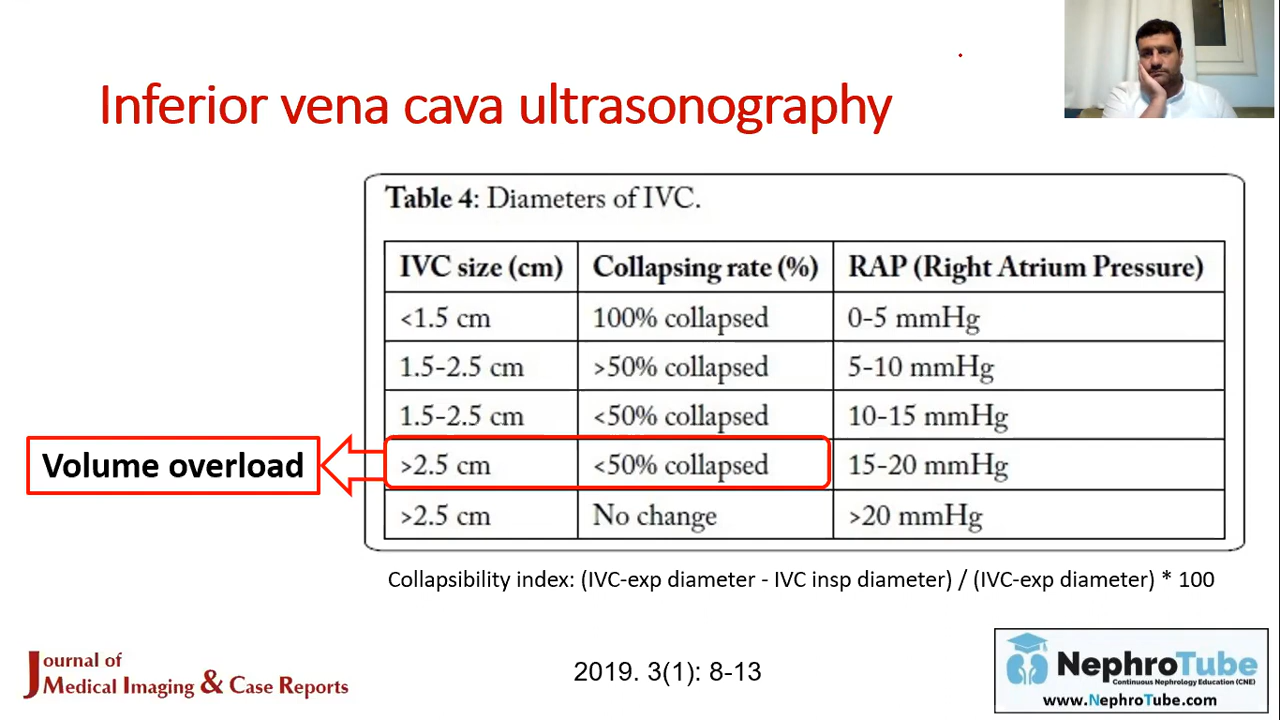 Inferior vena cava ultrasonography
Table 4: Diameters of IVC.
IVC size (cm) Collapsing rate (%) RAP (Right Atrium Pressure)
<1.5 cm 100% collapsed 0-5 mmHg
1.5-2.5 cm >50% collapsed 5-10 mmHg
1.5-2.5 cm <50% collapsed 10-15 mmHg
Volume overload >2.5 cm <50% collapsed 15-20 mmHg
>2.5 cm No change >20 mmHg
Collapsibility index: (IVC-exp diameter - IVC insp diameter) / (IVC-exp diameter) * 100
Journal of
Medical Imaging & Case Reports
2019. 3(1): 8-13
NephroTube
Continuous Nephrology Education (CNE)
www.NephroTube.com